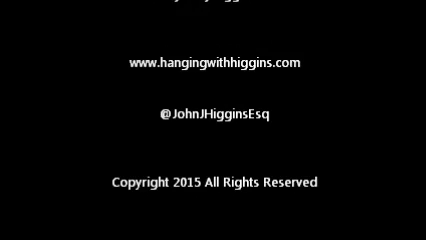 www.hangingwithhiggins.com
@JohnJHigginsEsq
Copyright 2015 All Rights Reserved